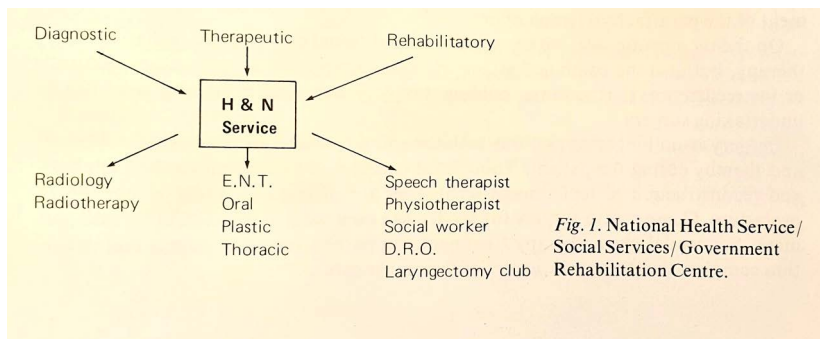 Diagnostic
Therapeutic
Rehabilitatory
H & N
Service
Radiology
Radiotherapy
E.N.T.
Oral
Plastic
Thoracic
Speech therapist
Physiotherapist
Social worker
D.R.O.
Laryngectomy club
Fig. 1. National Health Service/
Social Services/Government
Rehabilitation Centre.